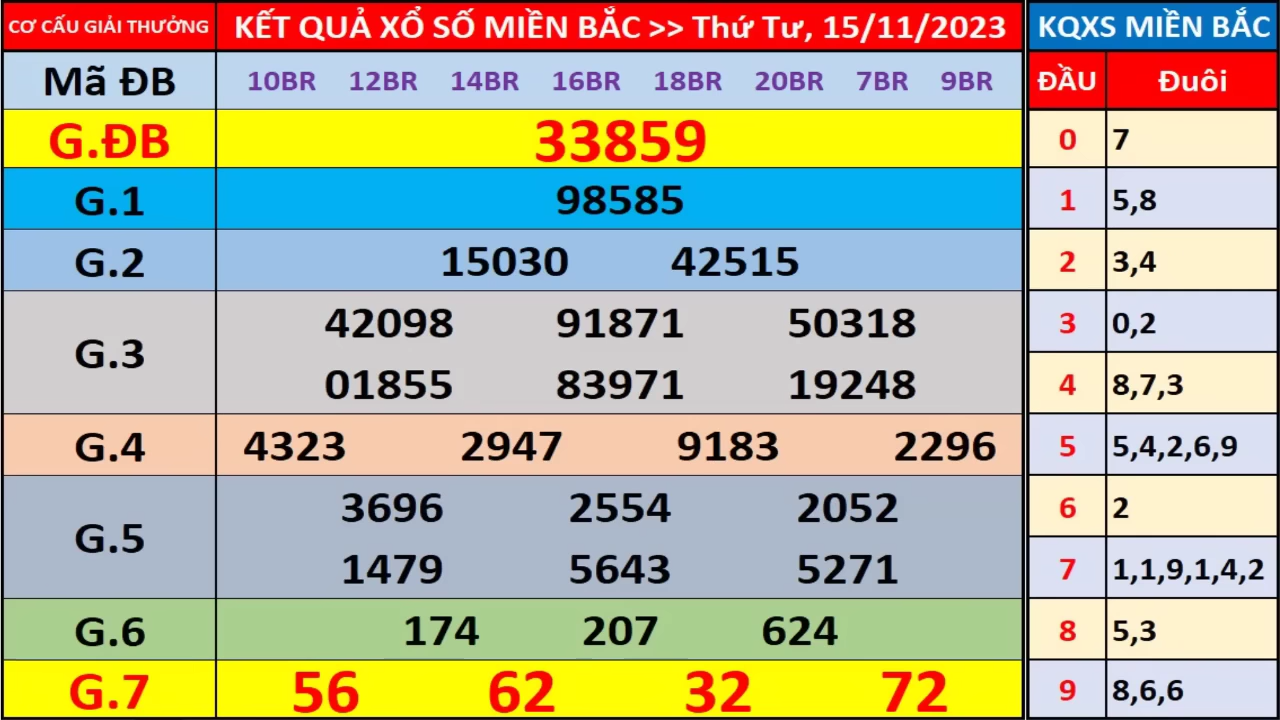 CƠ CẤU GIẢI THƯỞNG KẾT QUẢ XỔ SỐ MIỀN BẮC >> Thứ Tư, 15/11/2023
Mã ĐB 10BR 12BR 14BR 16BR 18BR 20BR 7BR 9BR
G.ĐB 33859
G.1 98585
G.2 15030 42515
G.3 42098 91871 50318
01855 83971 19248
G.4 4323 2947 9183 2296
G.5 3696 2554 2052
1479 5643 5271
G.6 174 207 624
G.7 56 62 32 72
KQXS MIỀN BẮC
ĐẦU Đuôi
0 7
1 5,8
2 3,4
3 0,2
4 8,7,3
5 5,4,2,6,9
6 2
7 1,1,9,1,4,2
8 5,3
9 8,6,6